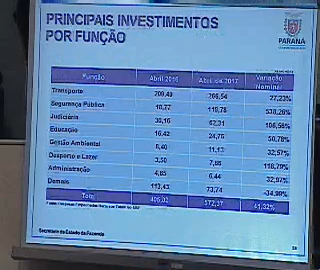 PRINCIPAIS INVESTIMENTOS
POR FUNÇÃO
PARANÁ
Função Abril 2016 Abril de 2017 Variação Nominal
Transporte 209,49 266,54 27,23%
Segurança Pública 18,77 119,78 538,26%
Judiciária 30,16 62,31 106,56%
Educação 16,42 24,76 50,78%
Gestão Ambiental 8,40 11,13 32,57%
Desporto e Lazer 3,50 7,66 118,79%
Administração 4,85 6,44 32,97%
Demais 113,43 73,74 -34,99%
Total 405,02 572,37 41,32%
Secretaria de Estado da Fazenda